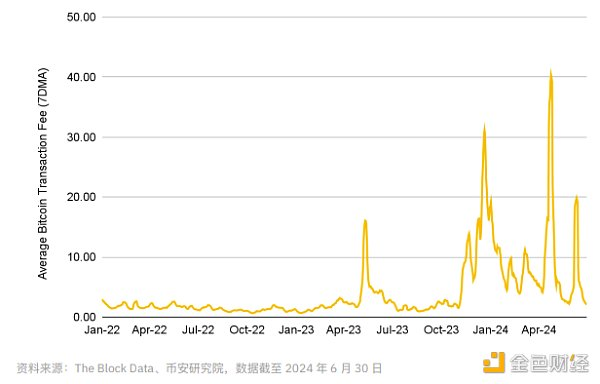 50.00
40.00
30.00
20.00
10.00
0.00
Average Bitcoin Transaction Fee (7DMA)
Jan-22 Apr-22 Jul-22 Oct-22 Jan-23 Apr-23 Jul-23 Oct-23 Jan-24 Apr-24
资料来源：The Block Data、币安研究院，数据截至 2024 年 6 月 30 日
金色财经